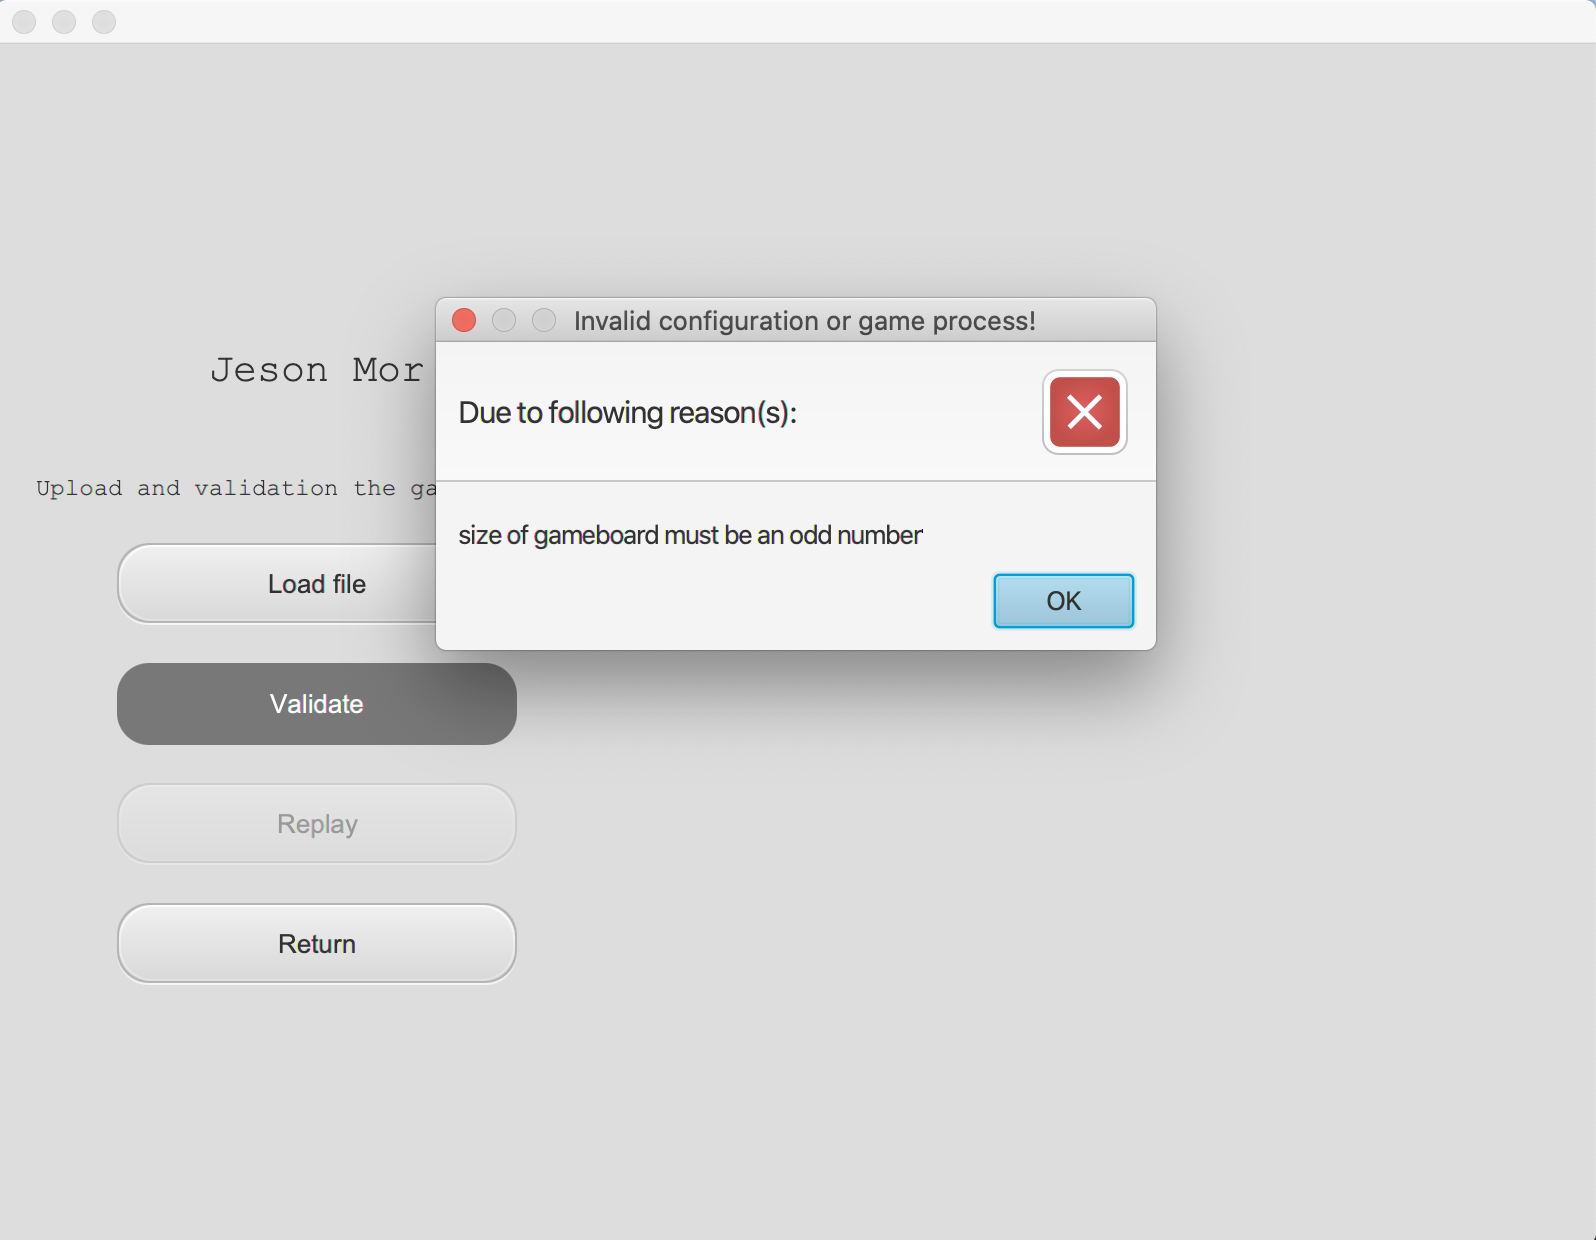 Invalid configuration or game process!
Due to following reason(s):
size of gameboard must be an odd number
OK
Jeson Mor
Upload and validation the ga
Load file
Validate
Replay
Return